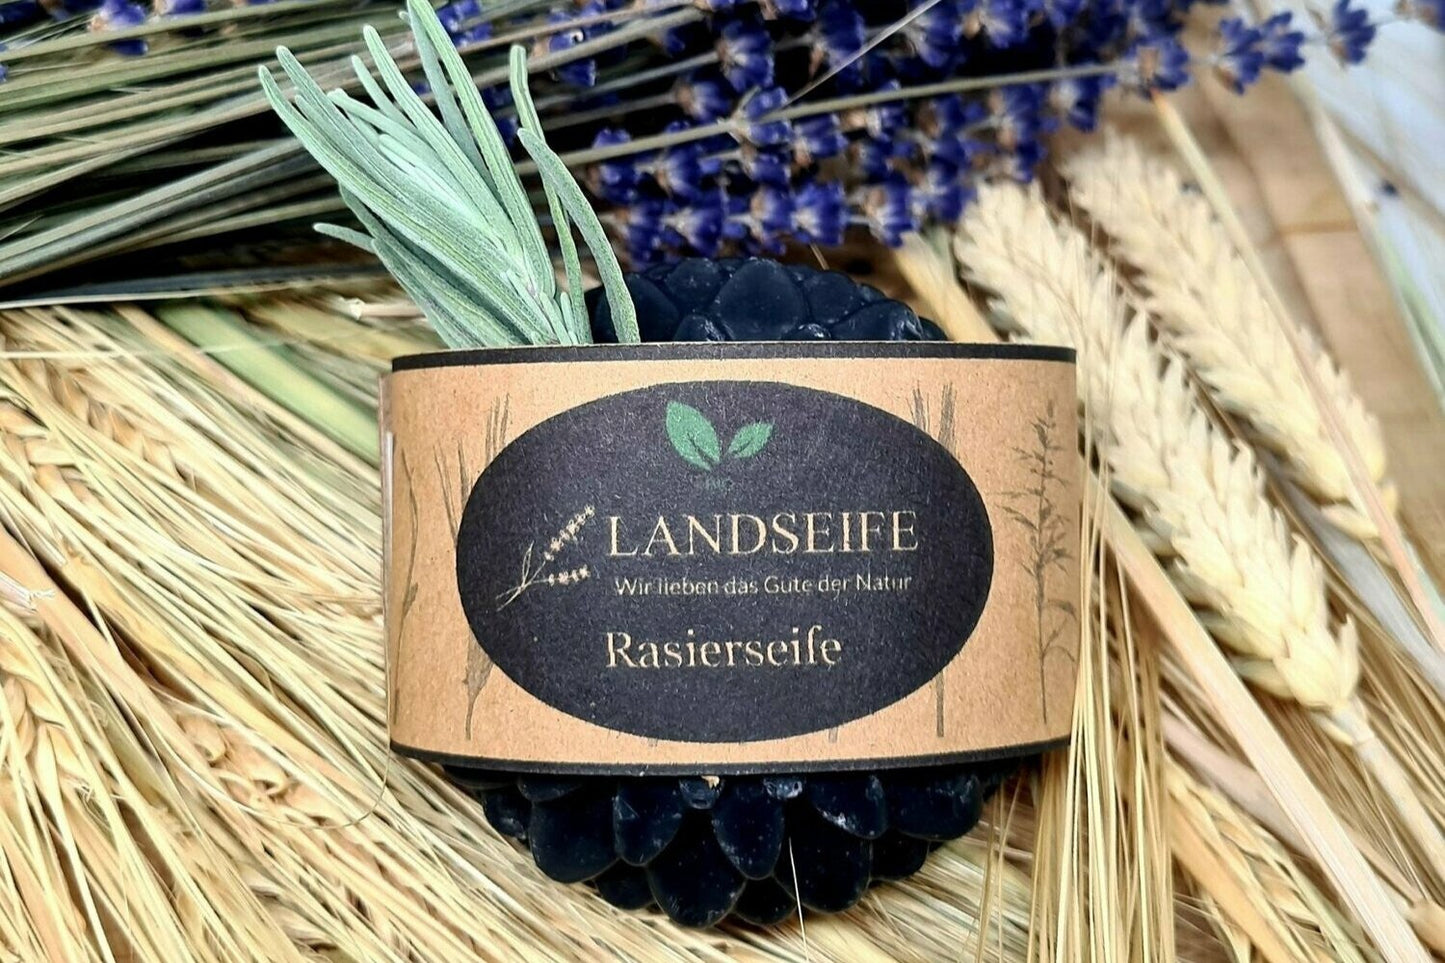 LANDSEIFE
Wir lieben das Gute der Natur
Rasierseife